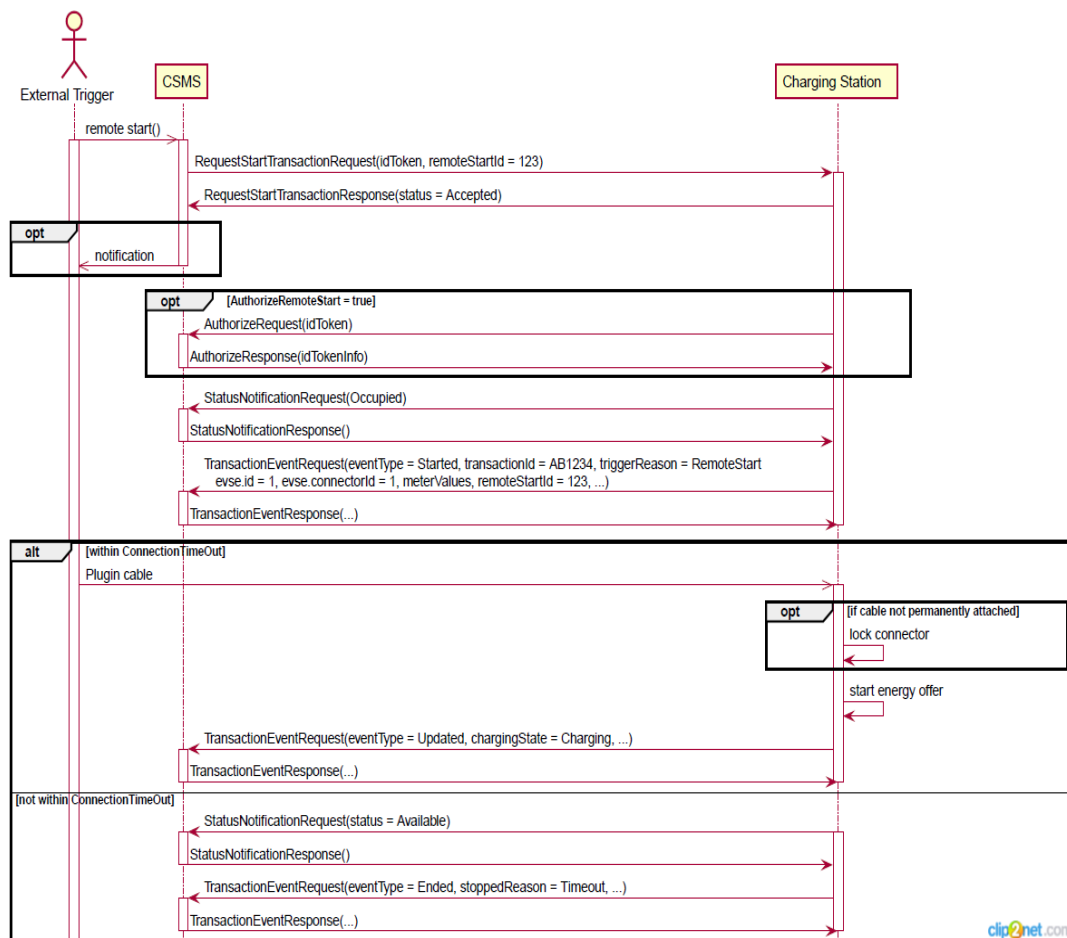 External Trigger
CSMS
Charging Station
remote start()
RequestStartTransactionRequest(idToken, remoteStartId = 123)
RequestStartTransactionResponse(status = Accepted)
opt
notification
opt
[AuthorizeRemoteStart = true]
AuthorizeRequest(idToken)
AuthorizeResponse(idTokenInfo)
StatusNotificationRequest(Occupied)
StatusNotificationResponse()
TransactionEventRequest(eventType = Started, transactionId = AB1234, triggerReason = RemoteStart
evse.id = 1, evse.connectorId = 1, meterValues, remoteStartId = 123, ...)
TransactionEventResponse(...)
alt
[within ConnectionTimeOut]
Plugin cable
opt
[if cable not permanently attached]
lock connector
start energy offer
TransactionEventRequest(eventType = Updated, chargingState = Charging, ...)
TransactionEventResponse(...)
[not within ConnectionTimeOut]
StatusNotificationRequest(status = Available)
StatusNotificationResponse()
TransactionEventRequest(eventType = Ended, stoppedReason = Timeout, ...)
TransactionEventResponse(...)
clip2net.com